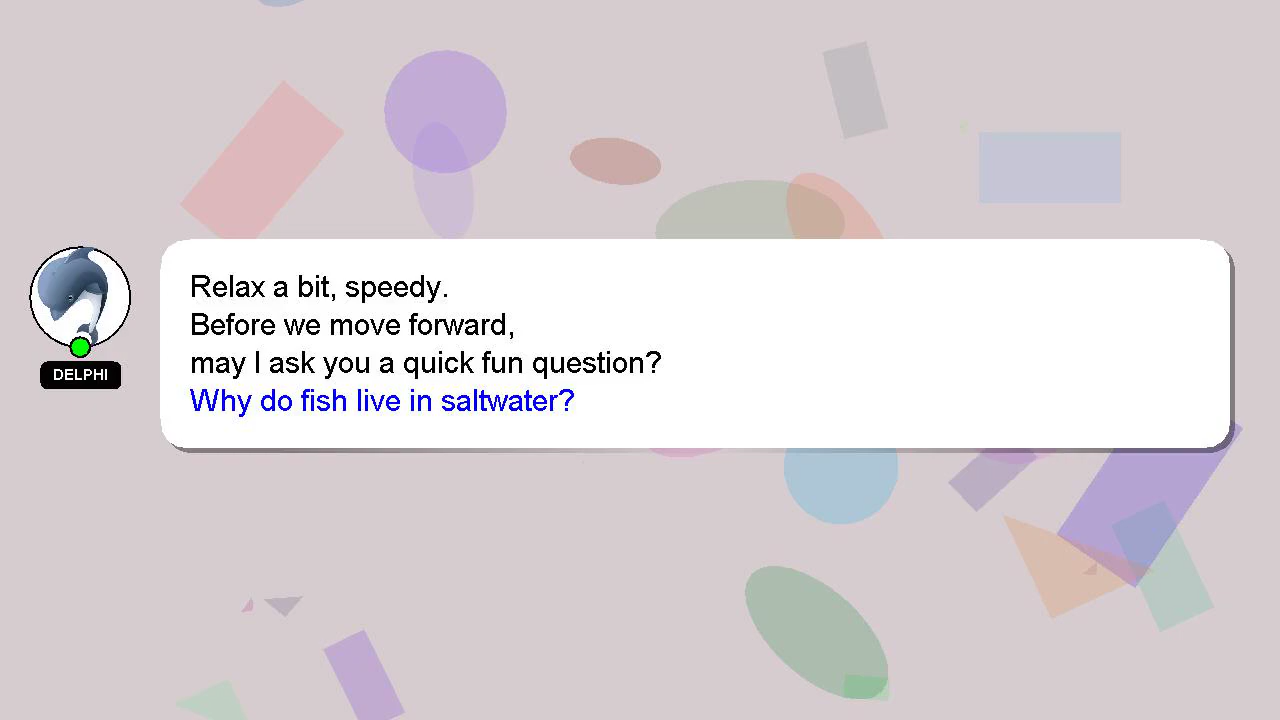 Relax a bit, speedy.
Before we move forward,
may I ask you a quick fun question?
Why do fish live in saltwater?
DELPHI